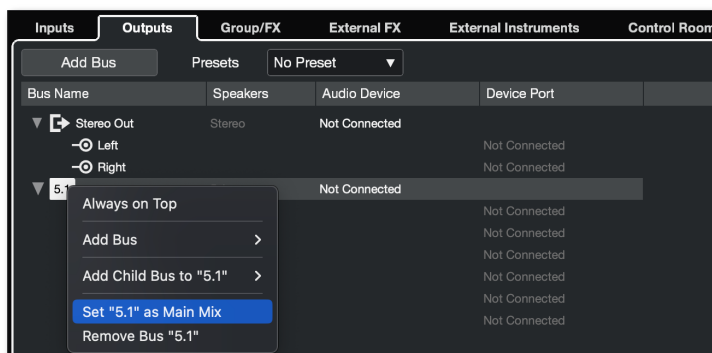 Inputs Outputs Group/FX External FX External Instruments Control Room
Add Bus Presets No Preset
Bus Name Speakers Audio Device Device Port
Stereo Out Stereo Not Connected
Left Not Connected
Right Not Connected
5.1 Not Connected
Always on Top
Not Connected
Not Connected
Add Bus
Not Connected
Add Child Bus to "5.1"
Not Connected
Not Connected
Set "5.1" as Main Mix
Not Connected
Remove Bus "5.1"